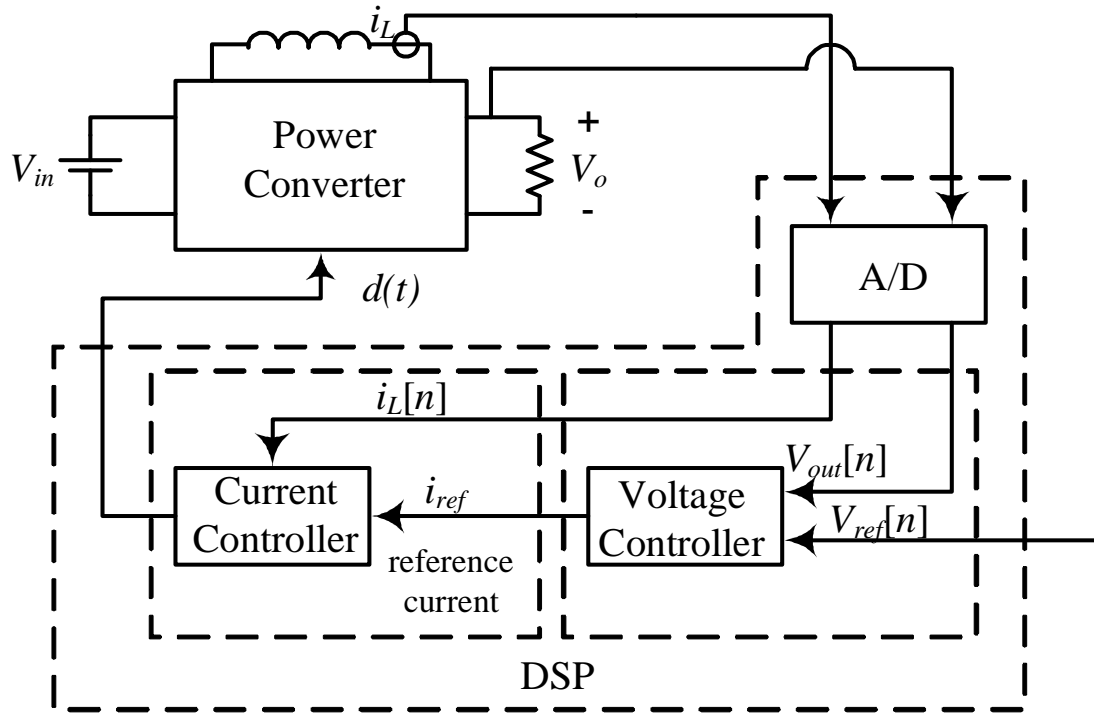 i_L
Power
Converter
V_in
+
V_o
-
A/D
d(t)
i_L[n]
V_out[n]
Current
Controller
i_ref
Voltage
Controller
V_ref[n]
reference
current
DSP